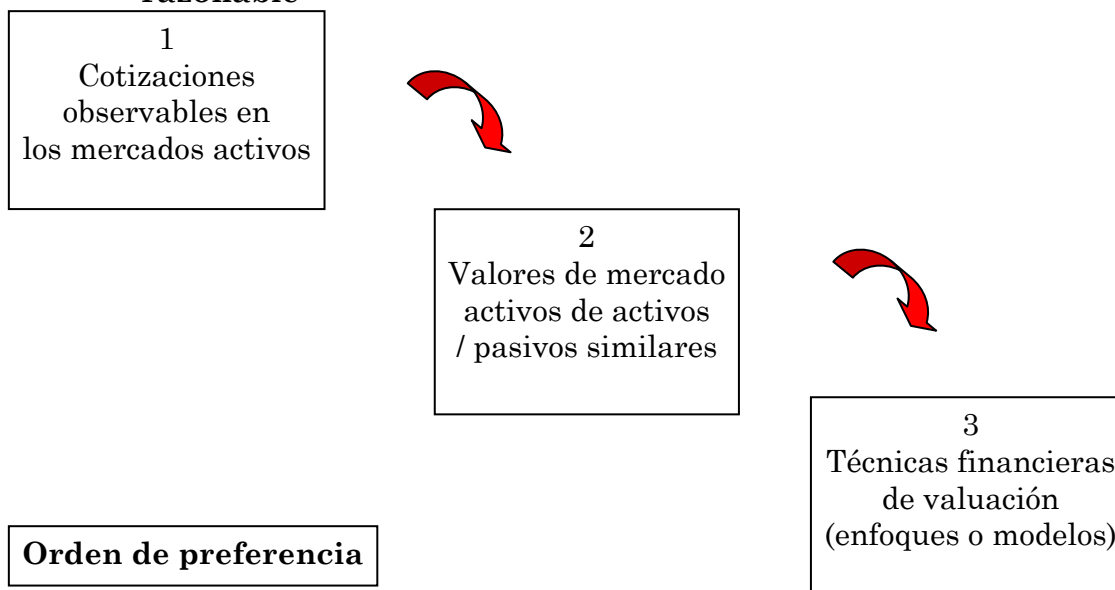 1
Cotizaciones
observables en
los mercados activos
2
Valores de mercado
activos de activos
/ pasivos similares
3
Técnicas financieras
de valuación
(enfoques o modelos)
Orden de preferencia